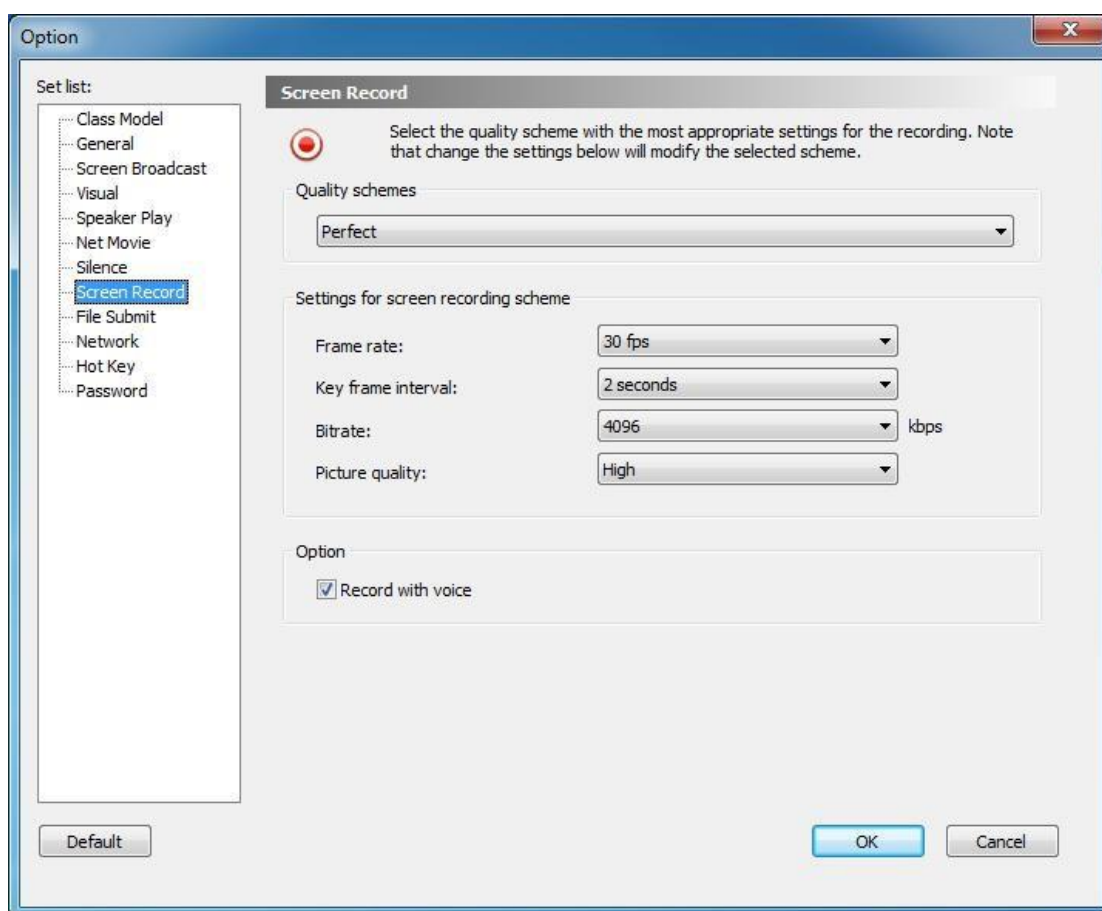 Option
x
Set list:
Class Model
General
Screen Broadcast
Visual
Speaker Play
Net Movie
Silence
Screen Record
File Submit
Network
Hot Key
Password
Screen Record
Select the quality scheme with the most appropriate settings for the recording. Note
that change the settings below will modify the selected scheme.
Quality schemes
Perfect
Settings for screen recording scheme
Frame rate: 30 fps
Key frame interval: 2 seconds
Bitrate: 4096 kbps
Picture quality: High
Option
Record with voice
Default OK Cancel